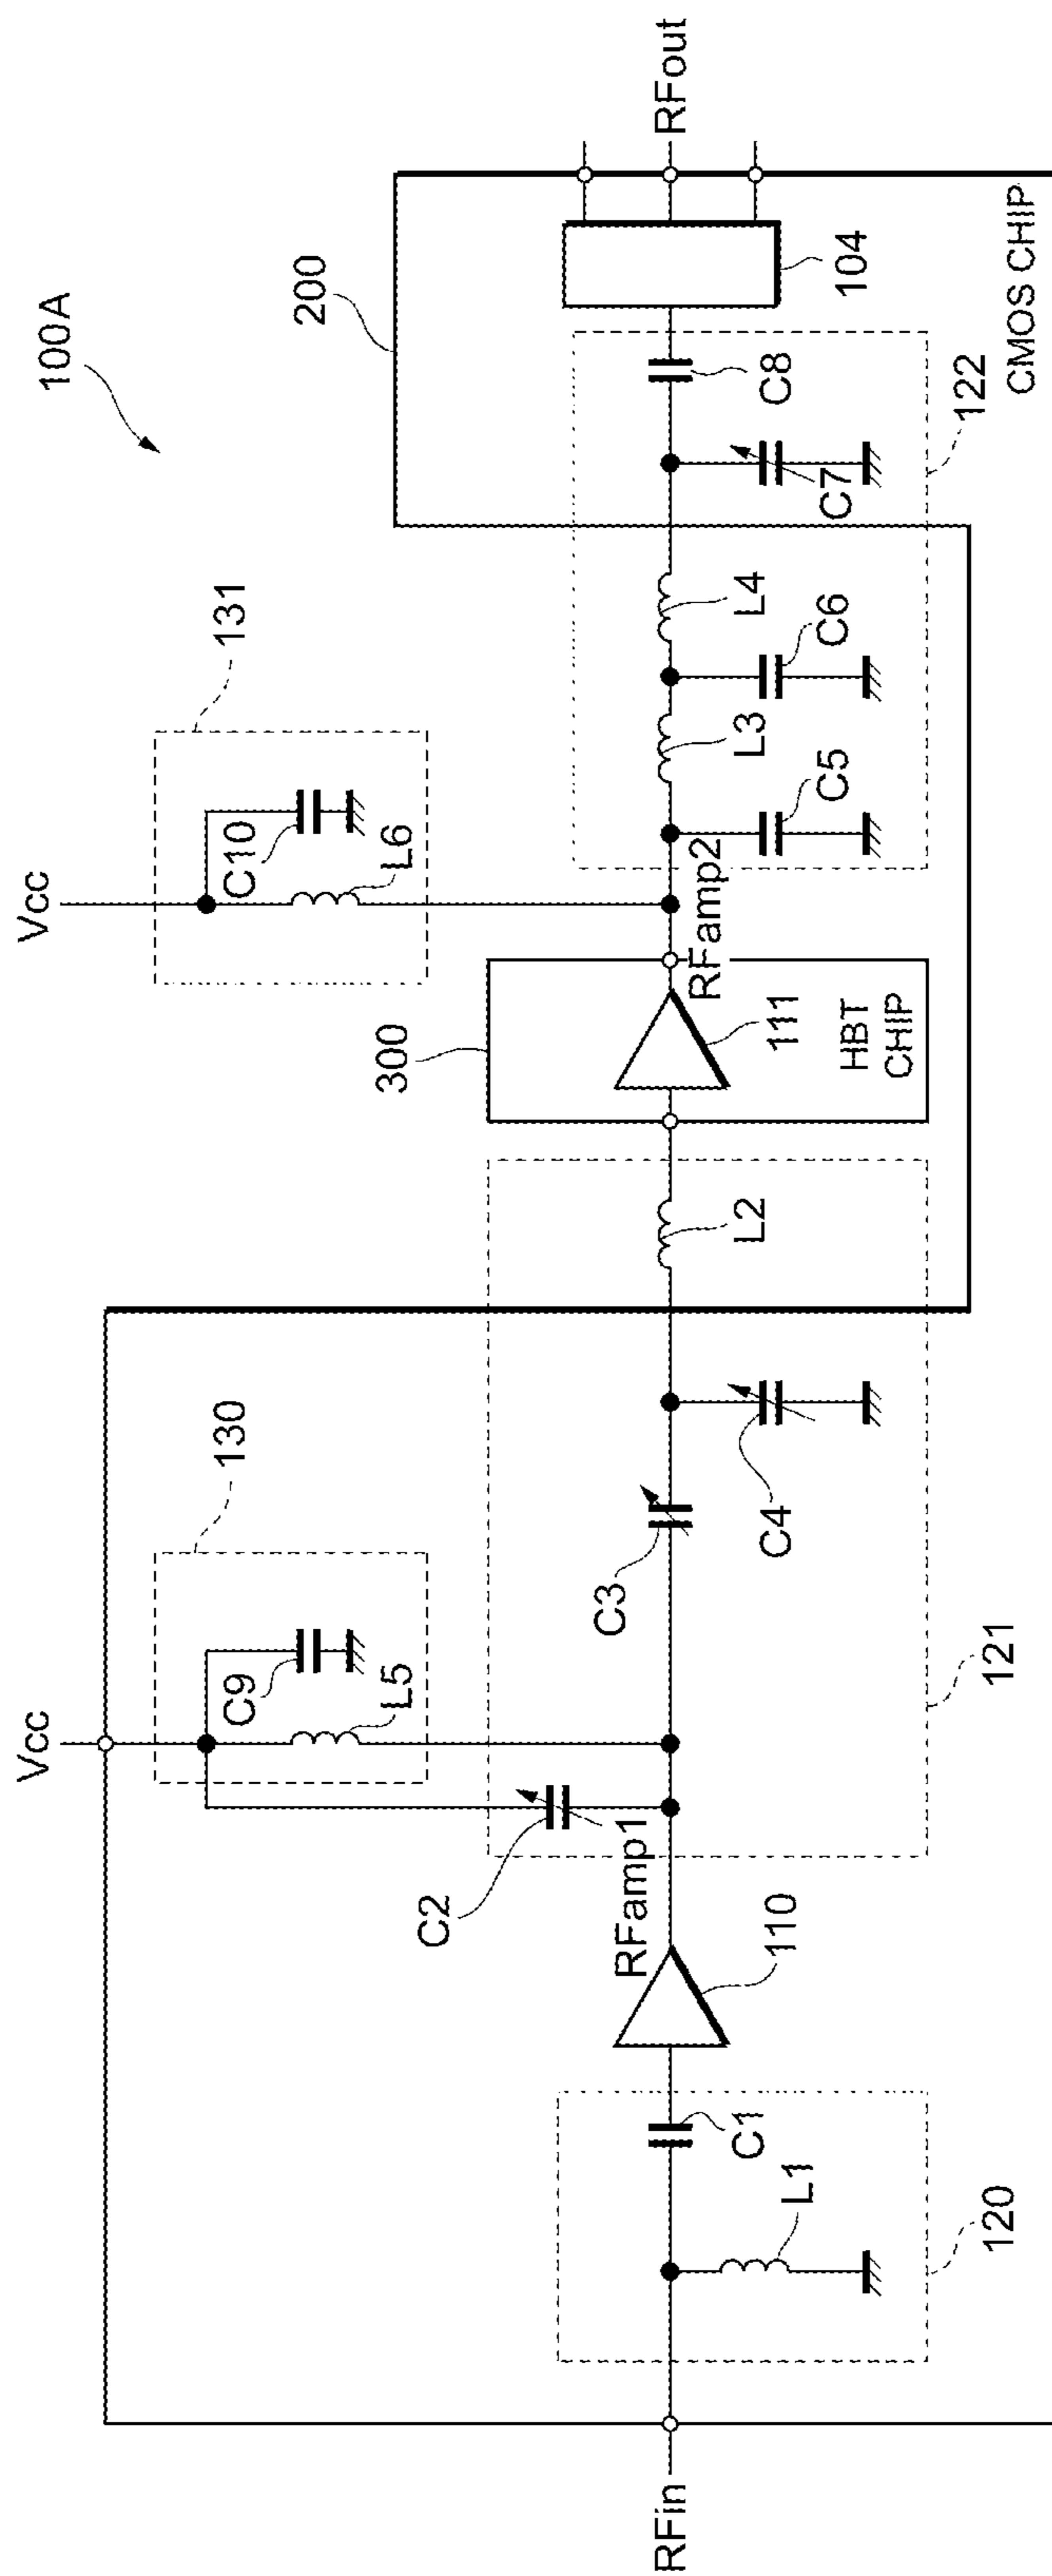 100A
Vcc
130
C9
L5
C2
RFamp1
110
C3
C4
121
L2
RFin
C1
L1
120
Vcc
131
C10
L6
300
RFamp2
111
HBT
CHIP
L3
L4
C5
C6
C7
C8
122
200
104
RFout
CMOS CHIP